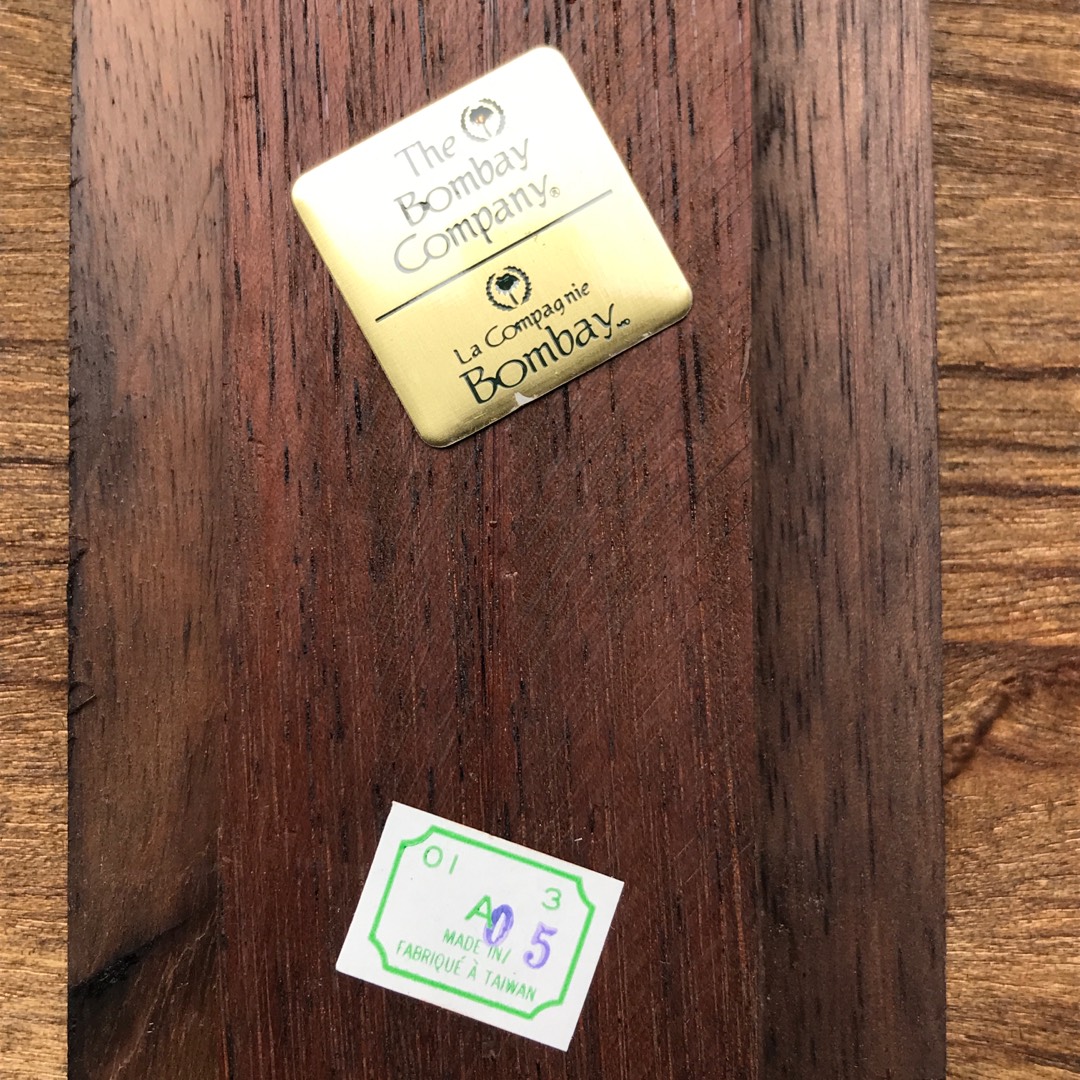 The
Bombay
Company®
La Compagnie
Bombay
01 3
A 05
MADE IN/
FABRIQUÉ À TAIWAN